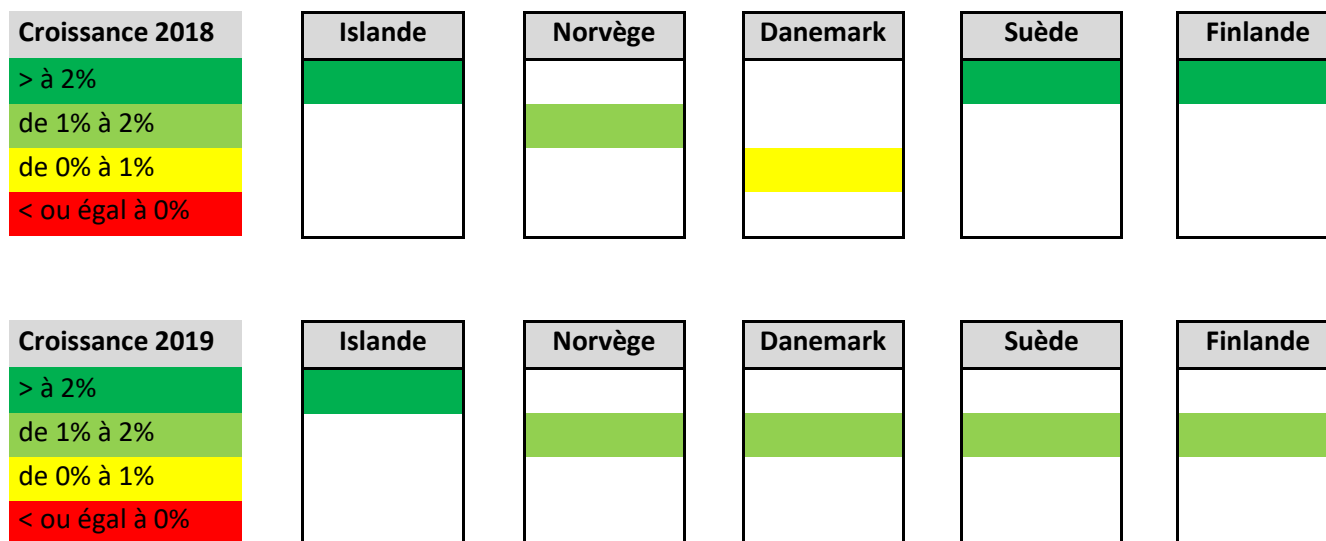 Croissance 2018 Islande Norvège Danemark Suède Finlande
> à 2%
de 1% à 2%
de 0% à 1%
< ou égal à 0%
Croissance 2019 Islande Norvège Danemark Suède Finlande
> à 2%
de 1% à 2%
de 0% à 1%
< ou égal à 0%